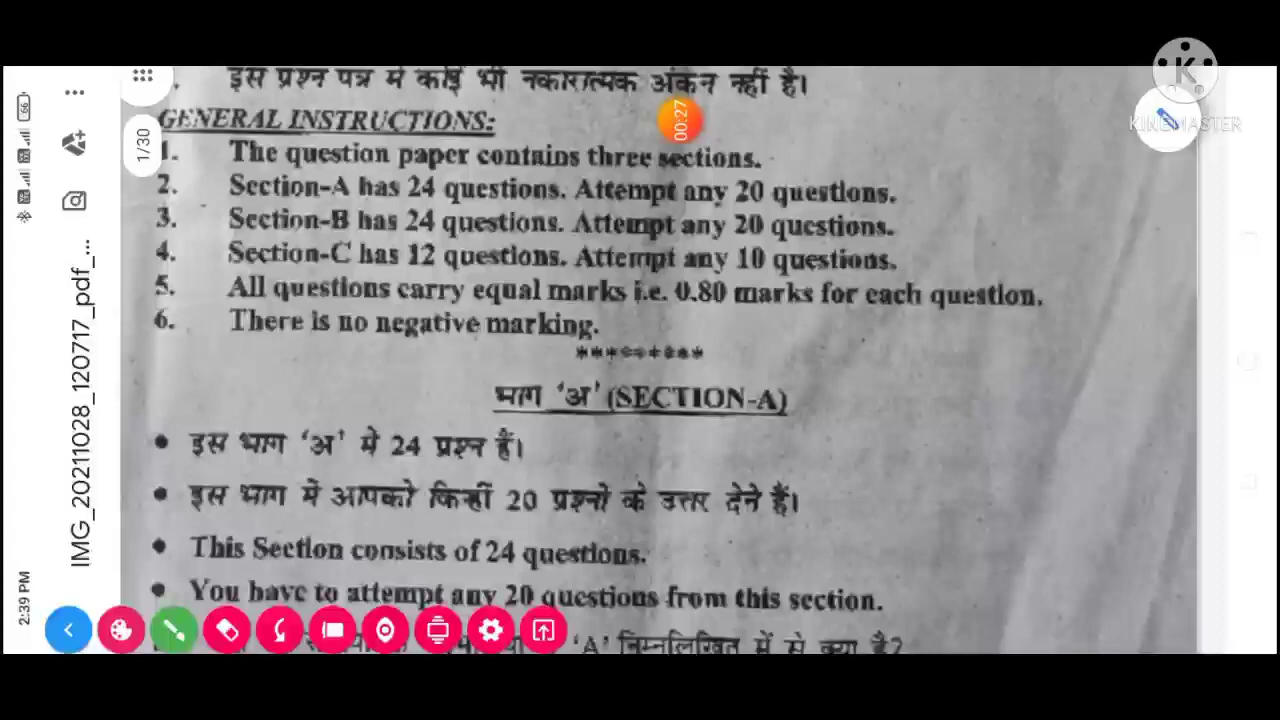 इस प्रश्न पत्र में कोई भी नकारात्मक अंकन नहीं है।
GENERAL INSTRUCTIONS:
1. The question paper contains three sections.
2. Section-A has 24 questions. Attempt any 20 questions.
3. Section-B has 24 questions. Attempt any 20 questions.
4. Section-C has 12 questions. Attempt any 10 questions.
5. All questions carry equal marks i.e. 0.80 marks for each question.
6. There is no negative marking.
*********
भाग 'अ' (SECTION-A)
• इस भाग 'अ' में 24 प्रश्न हैं।
• इस भाग में आपको किन्हीं 20 प्रश्नों के उत्तर देने हैं।
• This Section consists of 24 questions.
• You have to attempt any 20 questions from this section.
'A' निम्नलिखित में से क्या है?
00:27
1/30
KINEMASTER
66
IMG_20211028_120717_pdf_...
2:39 PM